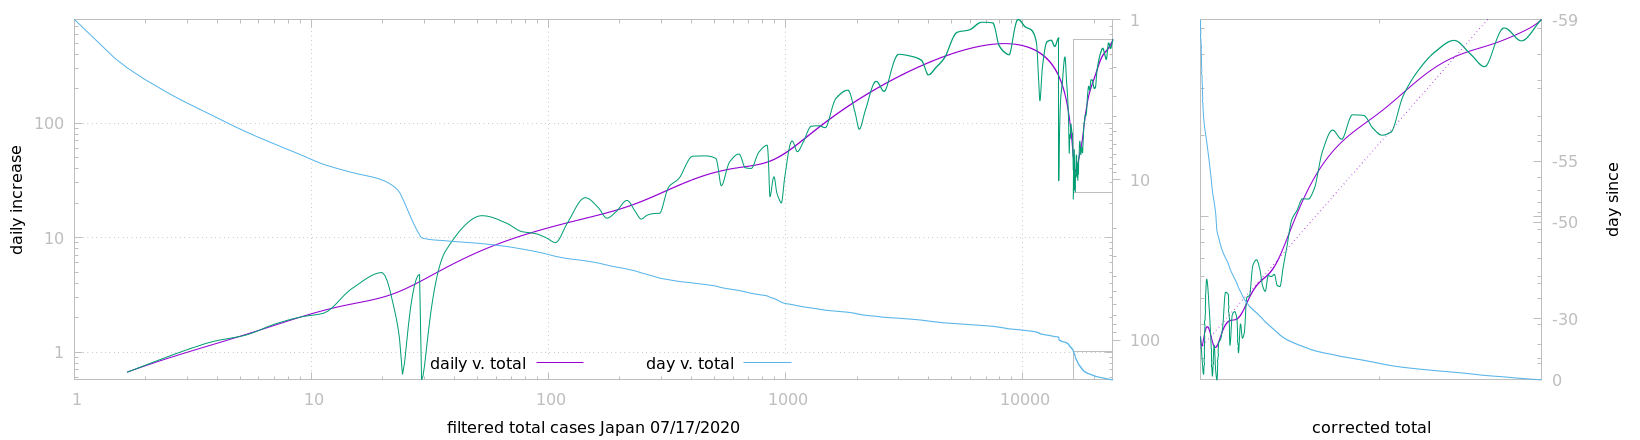 daily increase
100
10
1
1
10
100
1000
10000
filtered total cases Japan 07/17/2020
daily v. total
day v. total
1
10
100
-59
-55
-50
-30
0
day since
corrected total